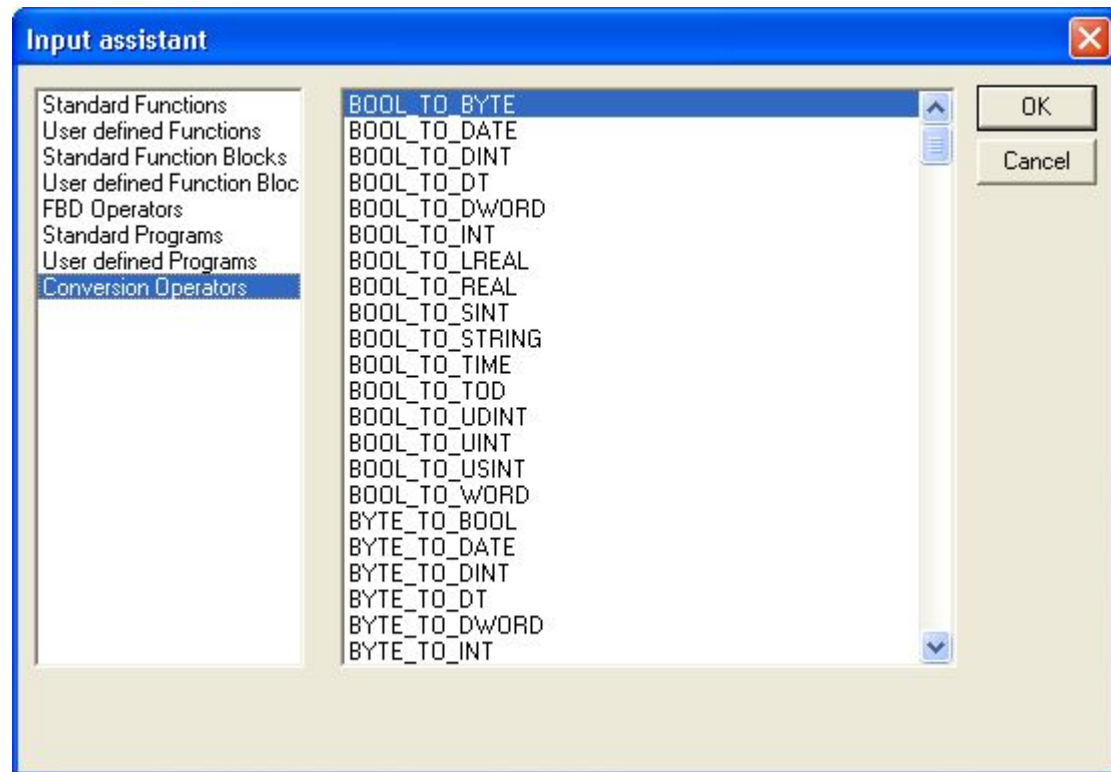 Input assistant
Standard Functions
User defined Functions
Standard Function Blocks
User defined Function Bloc
FBD Operators
Standard Programs
User defined Programs
Conversion Operators
BOOL_TO_BYTE
BOOL_TO_DATE
BOOL_TO_DINT
BOOL_TO_DT
BOOL_TO_DWORD
BOOL_TO_INT
BOOL_TO_LREAL
BOOL_TO_REAL
BOOL_TO_SINT
BOOL_TO_STRING
BOOL_TO_TIME
BOOL_TO_TOD
BOOL_TO_UDINT
BOOL_TO_UINT
BOOL_TO_USINT
BOOL_TO_WORD
BYTE_TO_BOOL
BYTE_TO_DATE
BYTE_TO_DINT
BYTE_TO_DT
BYTE_TO_DWORD
BYTE_TO_INT
OK
Cancel